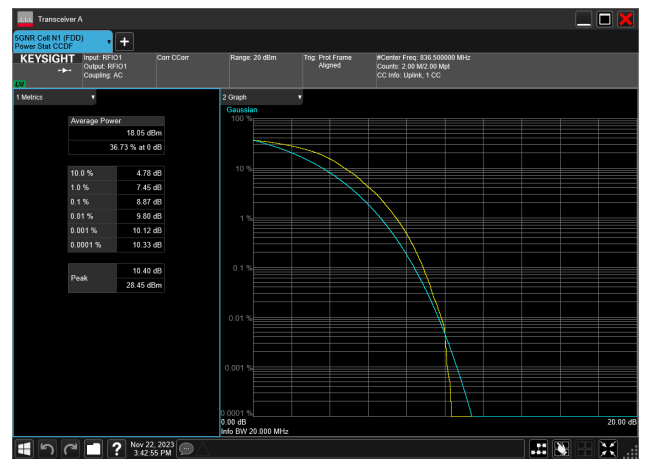 Transceiver A
5GNR Cell N1 (FDD)
Power Stat CCDF
KEYSIGHT
Input: RFIO1
Output: RFIO1
Coupling: AC
Corr CCorr
Range: 20 dBm
Trig: Prot Frame
Aligned
#Center Freq: 836.500000 MHz
Counts: 2.00 M/2.00 Mpt
CC Info: Uplink, 1 CC
1 Metrics
Average Power
18.05 dBm
36.73 % at 0 dB
10.0 % 4.78 dB
1.0 % 7.45 dB
0.1 % 8.87 dB
0.01 % 9.80 dB
0.001 % 10.12 dB
0.0001 % 10.33 dB
Peak
10.40 dB
28.45 dBm
2 Graph
Gaussian
100 %
10 %
1 %
0.1 %
0.01 %
0.001 %
0.0001 %
0.00 dB
20.00 dB
Info BW 20.000 MHz
Nov 22, 2023
3:42:55 PM